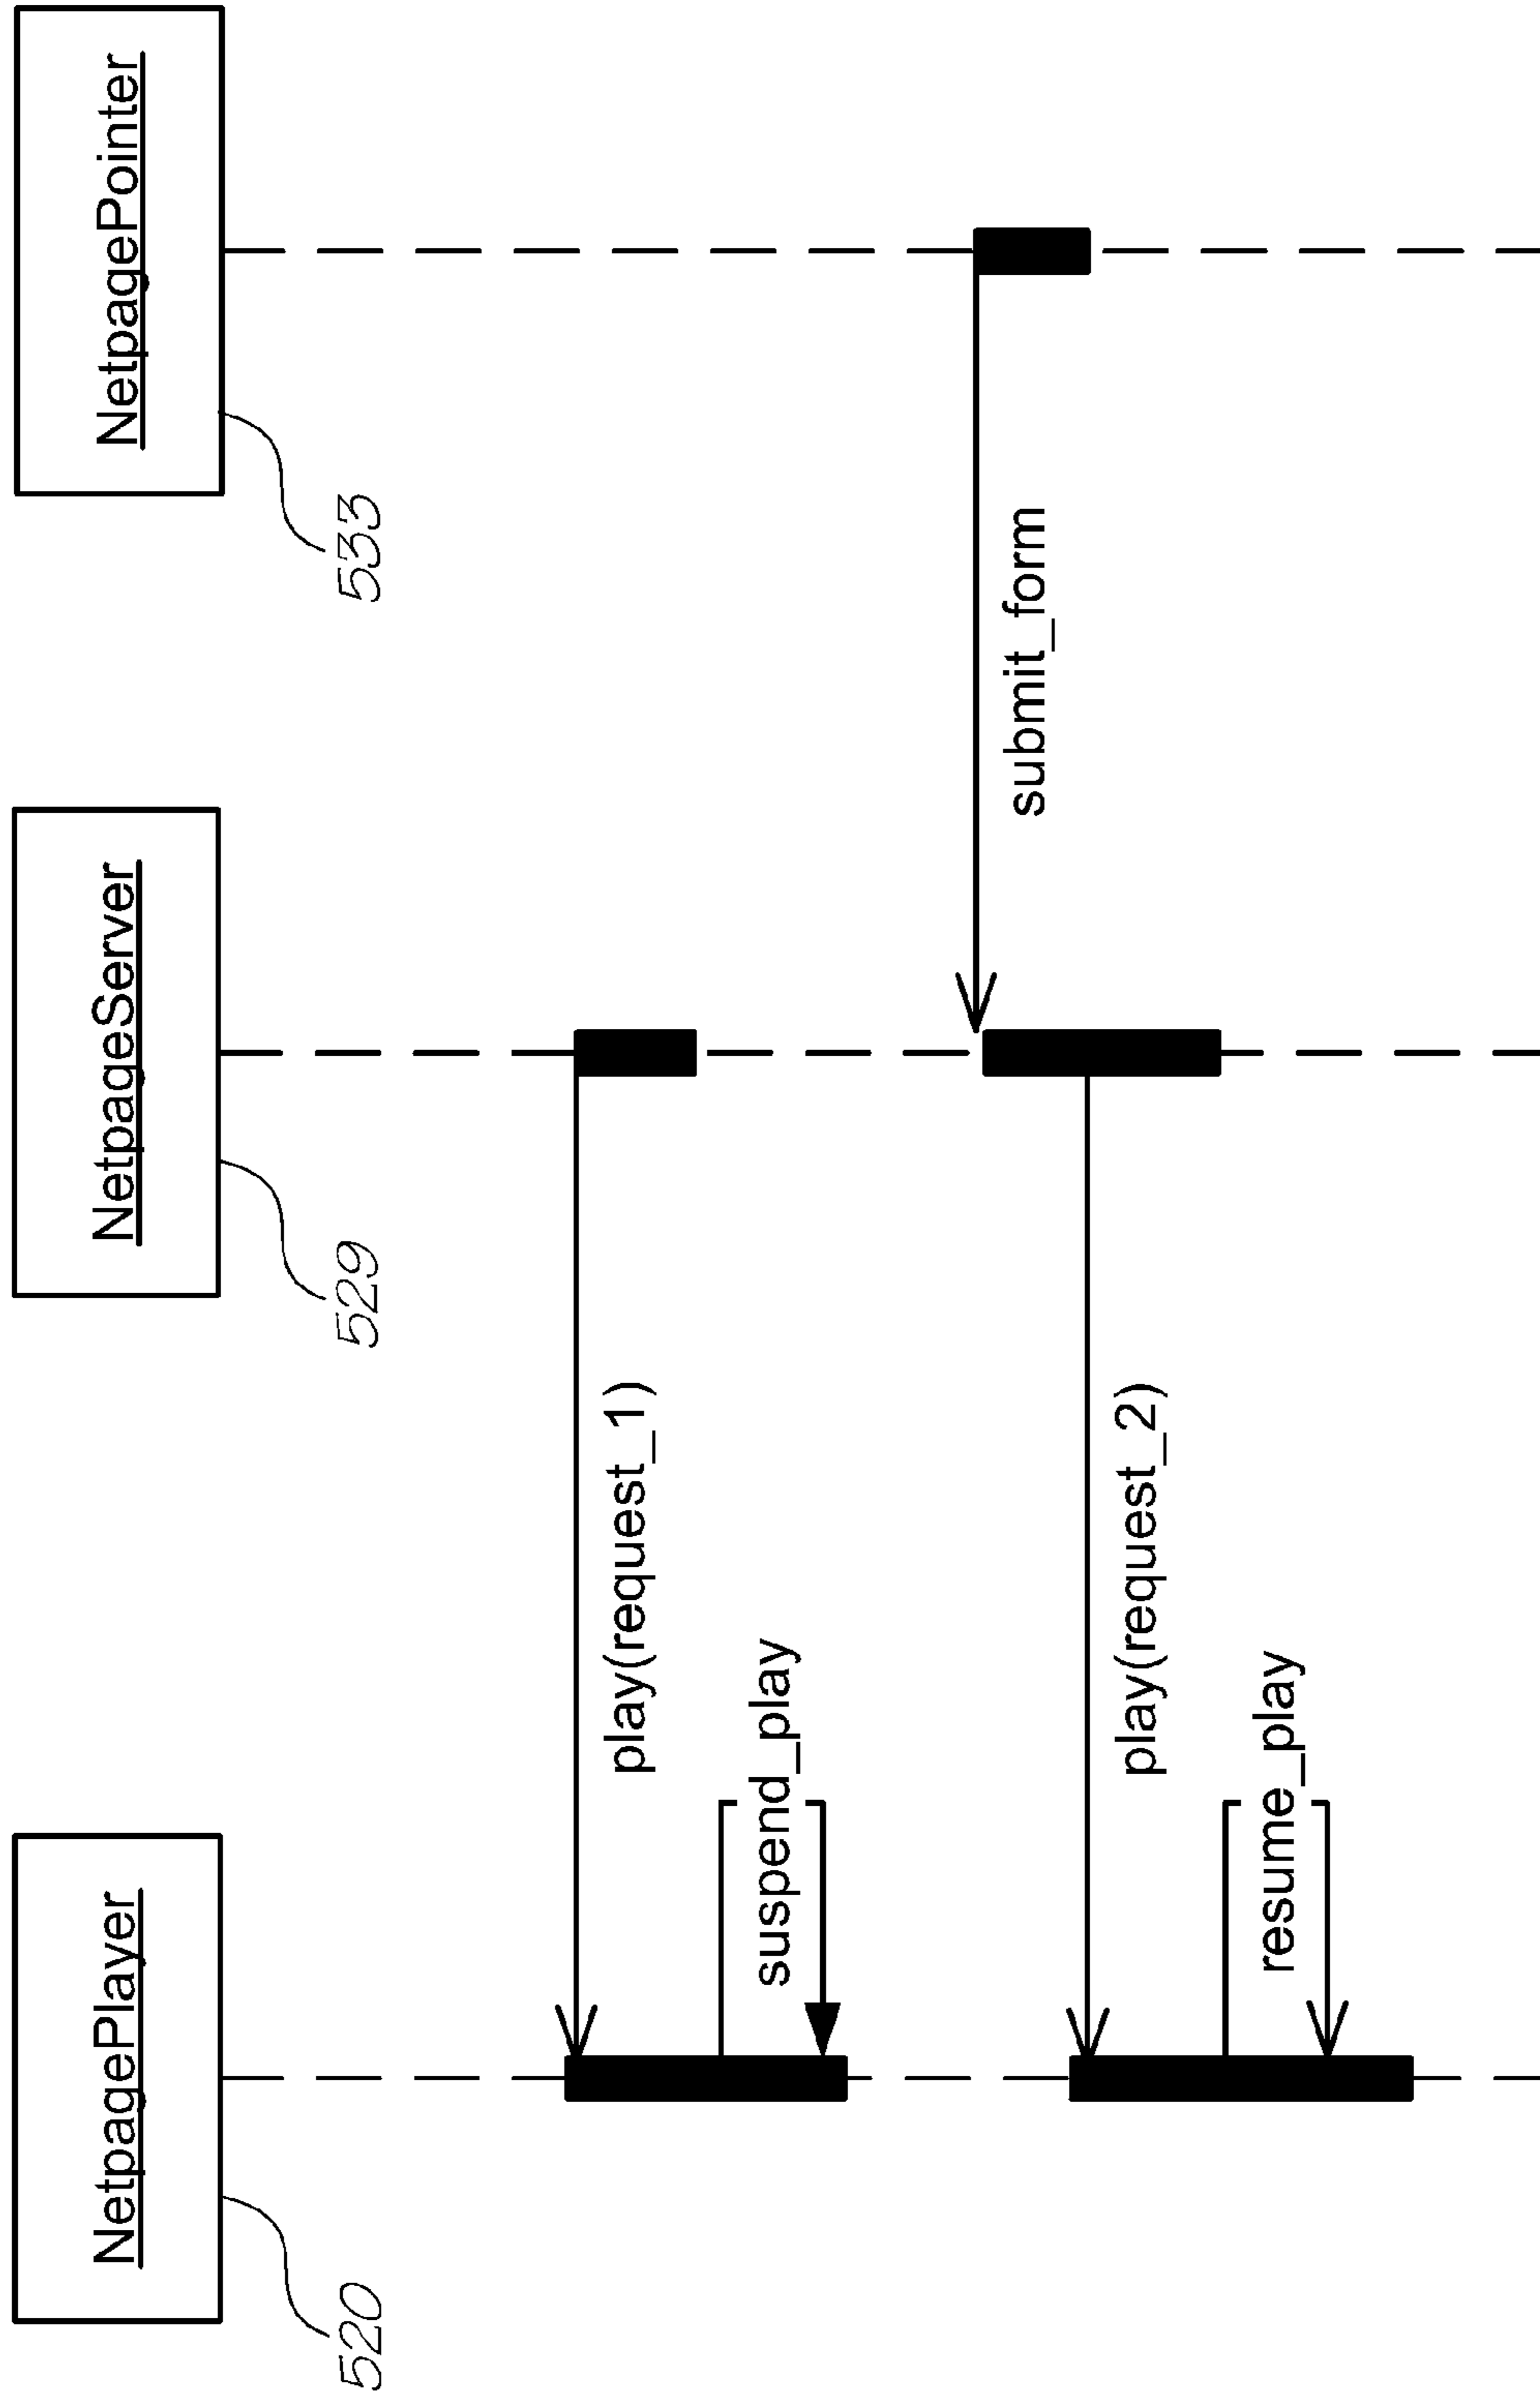 NetpagePlayer
NetpageServer
NetpagePointer
520
529
533
play(request_1)
suspend_play
submit_form
play(request_2)
resume_play